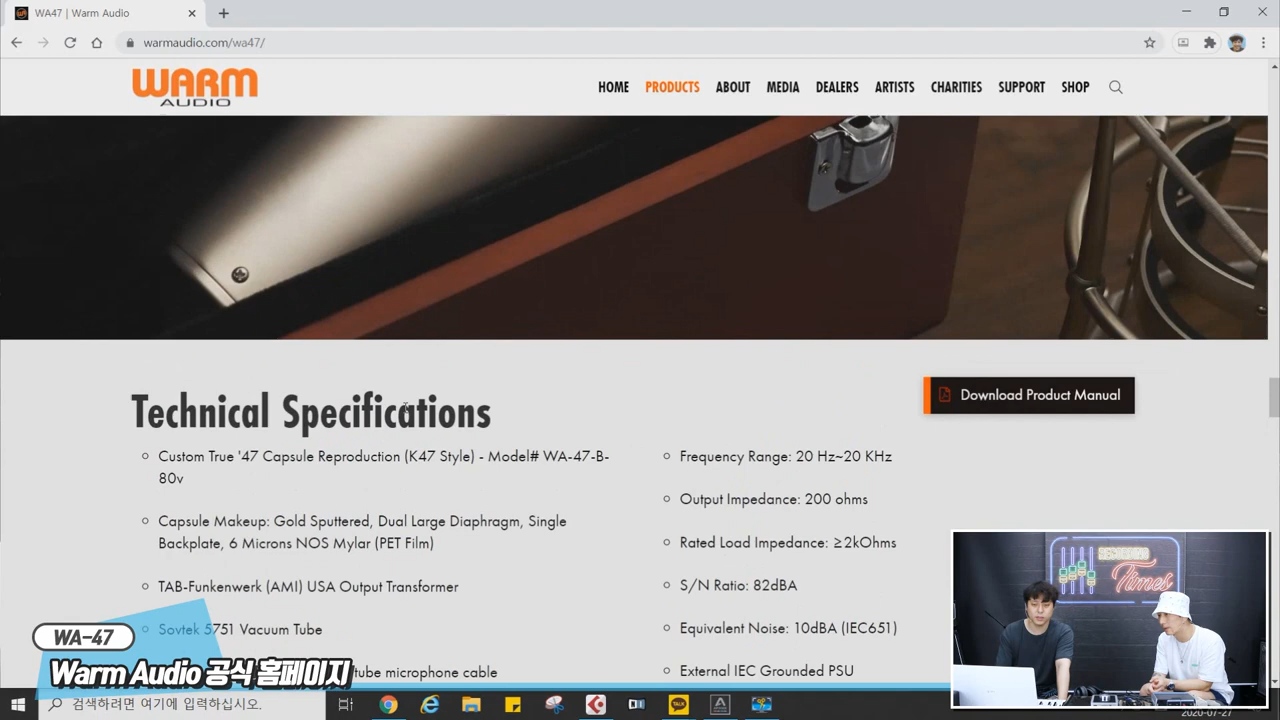 WA47 | Warm Audio
warmaudio.com/wa47/
WARM
AUDIO
HOME PRODUCTS ABOUT MEDIA DEALERS ARTISTS CHARITIES SUPPORT SHOP
Technical Specifications
Download Product Manual
Custom True '47 Capsule Reproduction (K47 Style) - Model# WA-47-B-
80v
Capsule Makeup: Gold Sputtered, Dual Large Diaphragm, Single
Backplate, 6 Microns NOS Mylar (PET Film)
TAB-Funkenwerk (AMI) USA Output Transformer
Sovtek 5751 Vacuum Tube
tube microphone cable
Frequency Range: 20 Hz~20 KHz
Output Impedance: 200 ohms
Rated Load Impedance: ≥2kOhms
S/N Ratio: 82dBA
Equivalent Noise: 10dBA (IEC651)
External IEC Grounded PSU
RECORDING
Times
WA-47
Warm Audio 공식 홈페이지
검색하려면 여기에 입력하십시오.
TALK
2020-07-27